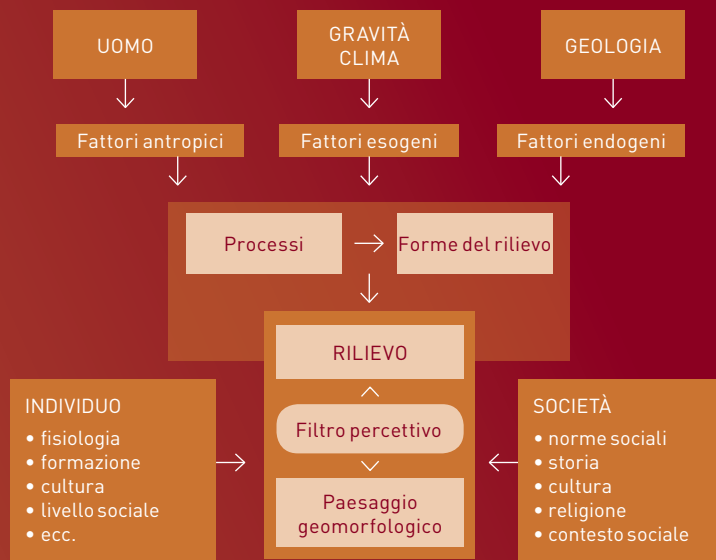 UOMO
GRAVITÀ
CLIMA
GEOLOGIA
Fattori antropici
Fattori esogeni
Fattori endogeni
Processi
Forme del rilievo
RILIEVO
Filtro percettivo
Paesaggio
geomorfologico
INDIVIDUO
• fisiologia
• formazione
• cultura
• livello sociale
• ecc.
SOCIETÀ
• norme sociali
• storia
• cultura
• religione
• contesto sociale